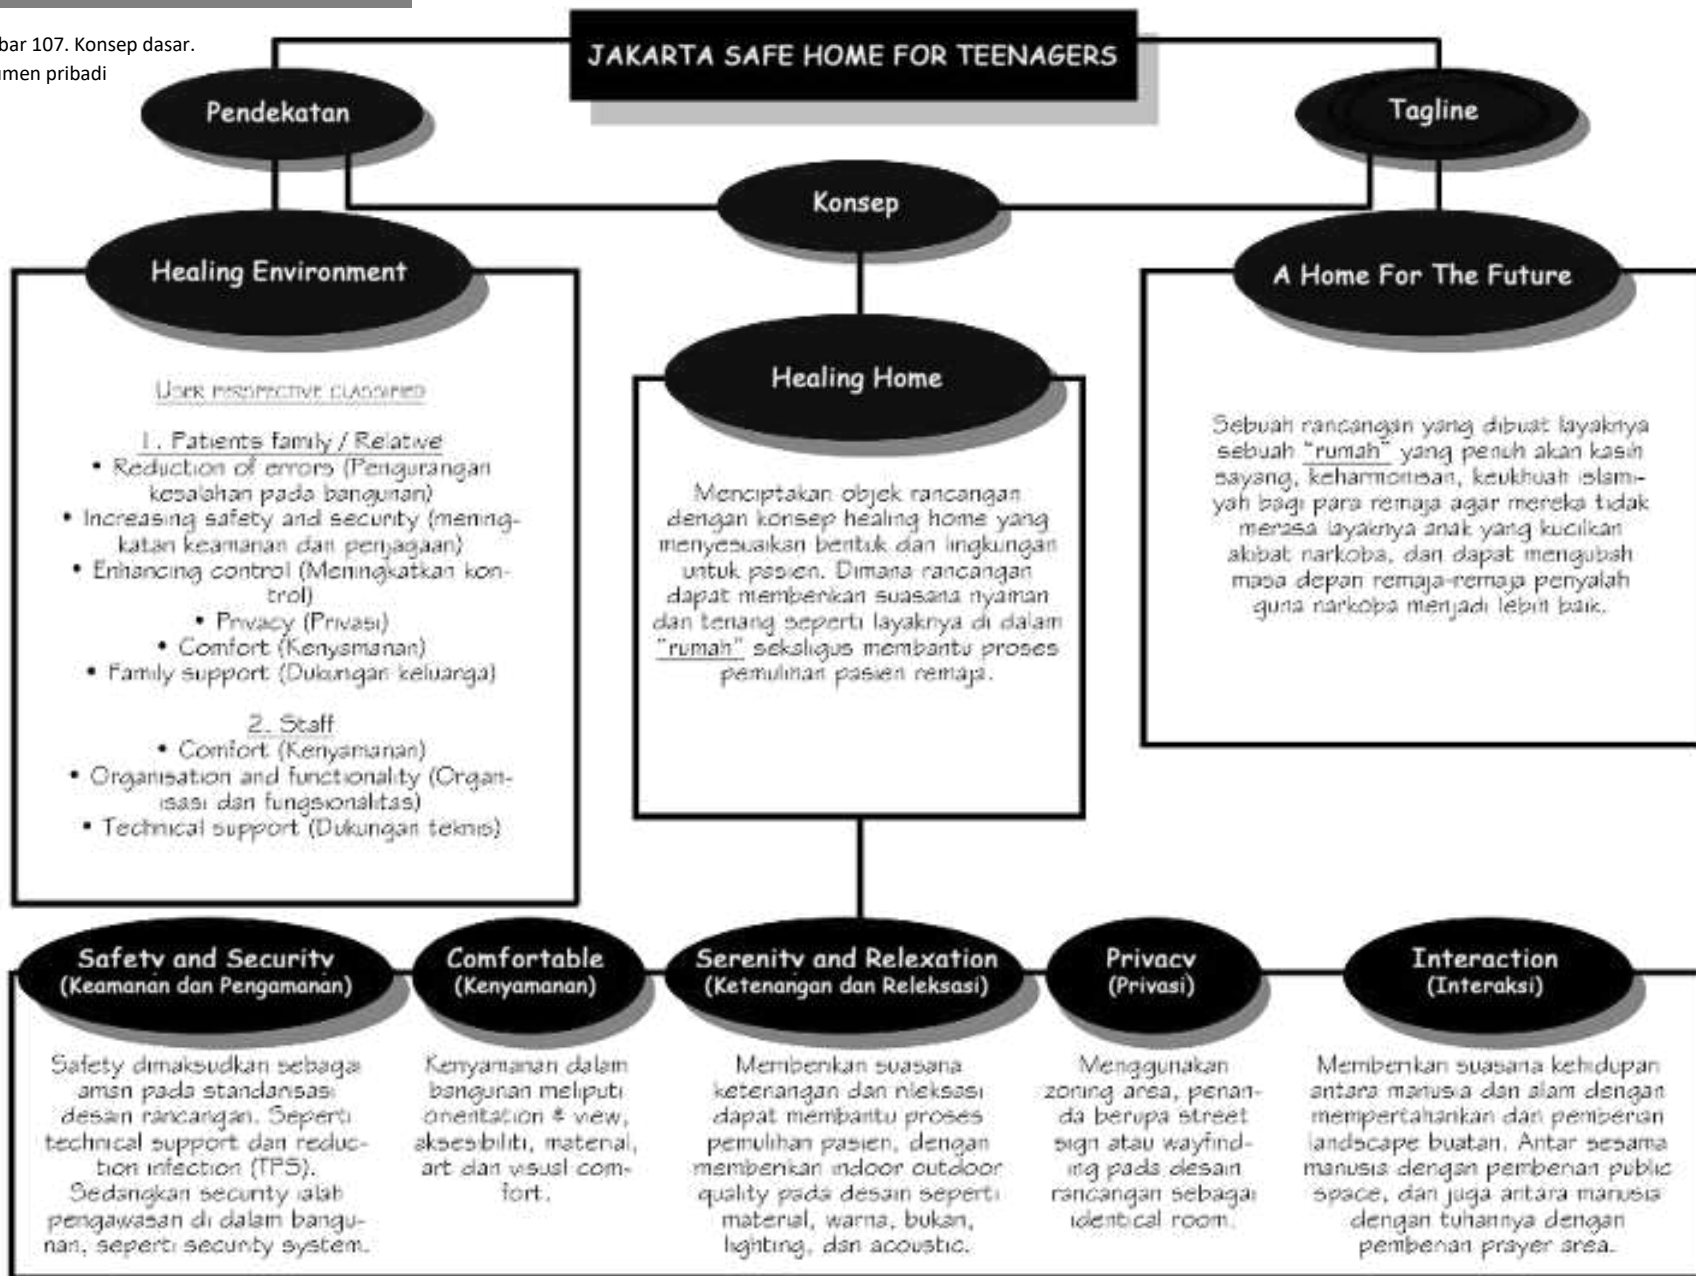 bar 107. Konsep dasar.
umen pribadi
JAKARTA SAFE HOME FOR TEENAGERS
Pendekatan
Tagline
Konsep
Healing Environment
A Home For The Future
Healing Home
USER PERSPECTIVE CLASSIFIED
1. Patients family / Relative
• Reduction of errors (Pengurangan
kesalahan pada bangunan)
• Increasing safety and security (mening-
katan keamanan dan penjagaan)
• Enhancing control (Meningkatkan kon-
trol)
• Privacy (Privasi)
• Comfort (Kenyamanan)
• Family support (Dukungan keluarga)
2. Staff
• Comfort (Kenyamanan)
• Organisation and functionality (Organ-
isasi dan fungsionalitas)
• Technical support (Dukungan teknis)
Menciptakan objek rancangan
dengan konsep healing home yang
menyesuaikan bentuk dan lingkungan
untuk pasien. Dimana rancangan
dapat memberikan suasana nyaman
dan tenang seperti layaknya di dalam
"rumah" sekaligus membantu proses
pemulihan pasien remaja.
Sebuah rancangan yang dibuat layaknya
sebuah "rumah" yang penuh akan kasih
sayang, keharmonisan, keukhuah islami-
yah bagi para remaja agar mereka tidak
merasa layaknya anak yang kucilkan
akibat narkoba, dan dapat mengubah
masa depan remaja-remaja penyalah
guna narkoba menjadi lebih baik.
Safety and Security
(Keamanan dan Pengamanan)
Safety dimaksudkan sebagai
aman pada standarisasi
desain rancangan. Seperti
technical support dan reduc-
tion infection (TPS).
Sedangkan security ialah
pengawasan di dalam bangu-
nan, seperti security system.
Comfortable
(Kenyamanan)
Kenyamanan dalam
bangunan meliputi
orientation & view,
aksesibiliti, material,
art dan visual com-
fort.
Serenity and Relexation
(Ketenangan dan Releksasi)
Memberikan suasana
ketenangan dan rileksasi
dapat membantu proses
pemulihan pasien, dengan
memberikan indoor outdoor
quality pada desain seperti
material, warna, bukan,
lighting, dan acoustic.
Privacy
(Privasi)
Menggunakan
zoning area, penan-
da berupa street
sign atau wayfind-
ing pada desain
rancangan sebagai
identical room.
Interaction
(Interaksi)
Memberikan suasana kehidupan
antara manusia dan alam dengan
mempertahankan dan pemberian
landscape buatan. Antar sesama
manusia dengan pemberian public
space, dan juga antara manusia
dengan tuhannya dengan
pemberian prayer area.